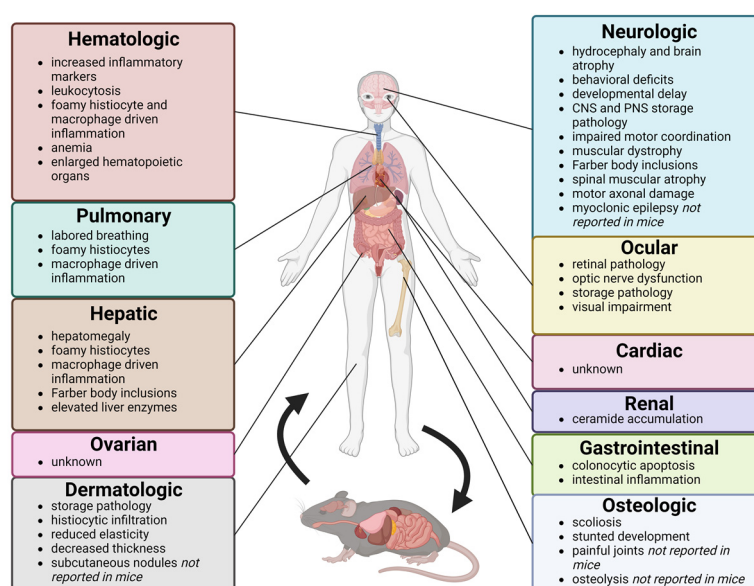 Hematologic
• increased inflammatory
markers
• leukocytosis
• foamy histiocyte and
macrophage driven
inflammation
• anemia
• enlarged hematopoietic
organs
Pulmonary
• labored breathing
• foamy histiocytes
• macrophage driven
inflammation
Hepatic
• hepatomegaly
• foamy histiocytes
• macrophage driven
inflammation
• Farber body inclusions
• elevated liver enzymes
Ovarian
• unknown
Dermatologic
• storage pathology
• histiocytic infiltration
• reduced elasticity
• decreased thickness
• subcutaneous nodules not
reported in mice
Neurologic
• hydrocephaly and brain
atrophy
• behavioral deficits
• developmental delay
• CNS and PNS storage
pathology
• impaired motor coordination
• muscular dystrophy
• Farber body inclusions
• spinal muscular atrophy
• motor axonal damage
• myoclonic epilepsy not
reported in mice
Ocular
• retinal pathology
• optic nerve dysfunction
• storage pathology
• visual impairment
Cardiac
• unknown
Renal
• ceramide accumulation
Gastrointestinal
• colonocytic apoptosis
• intestinal inflammation
Osteologic
• scoliosis
• stunted development
• painful joints not reported in
mice
• osteolysis not reported in mice